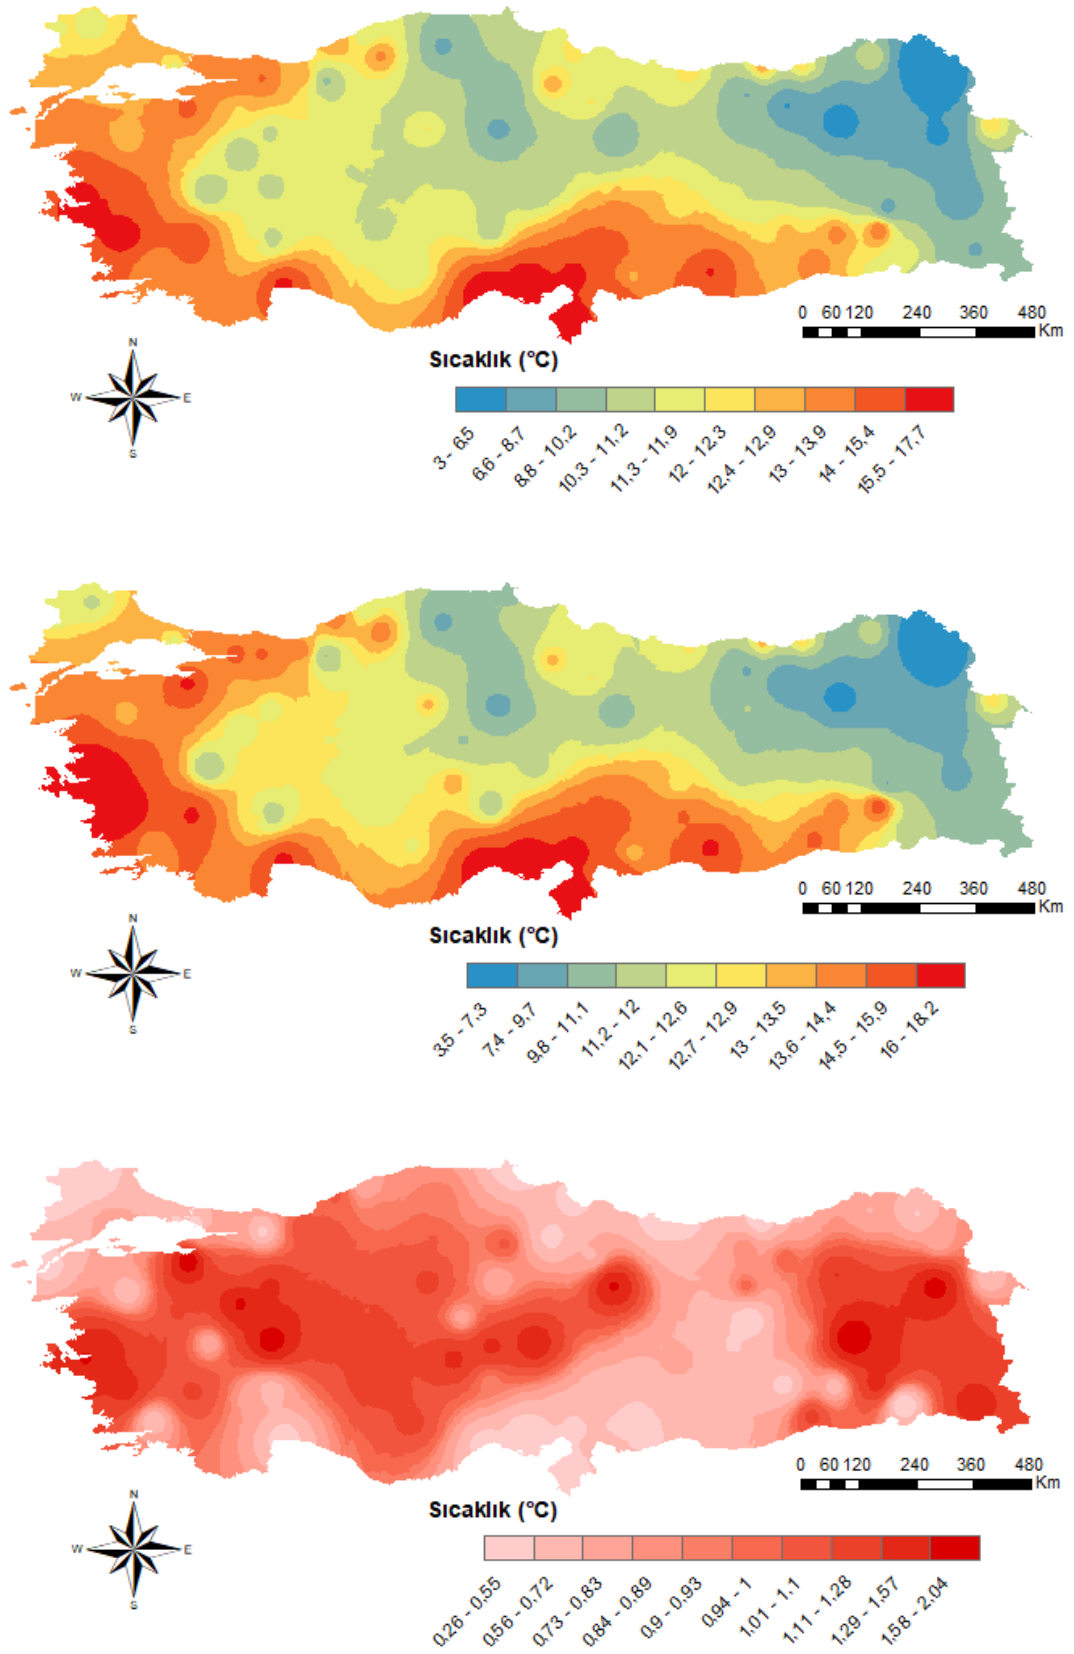 0 60 120 240 360 480
Km
N
W E
S
Sıcaklık (°C)
3 - 6,5 6,6 - 8,7 8,8 - 10,2 10,3 - 11,2 11,3 - 11,9 12 - 12,3 12,4 - 12,9 13 - 13,9 14 - 15,4 15,5 - 17,7
0 60 120 240 360 480
Km
N
W E
S
Sıcaklık (°C)
3,5 - 7,3 7,4 - 9,7 9,8 - 11,1 11,2 - 12 12,1 - 12,6 12,7 - 12,9 13 - 13,5 13,6 - 14,4 14,5 - 15,9 16 - 18,2
0 60 120 240 360 480
Km
N
W E
S
Sıcaklık (°C)
0,26 - 0,55 0,56 - 0,72 0,73 - 0,83 0,84 - 0,89 0,9 - 0,93 0,94 - 1 1,01 - 1,1 1,11 - 1,28 1,29 - 1,57 1,58 - 2,04